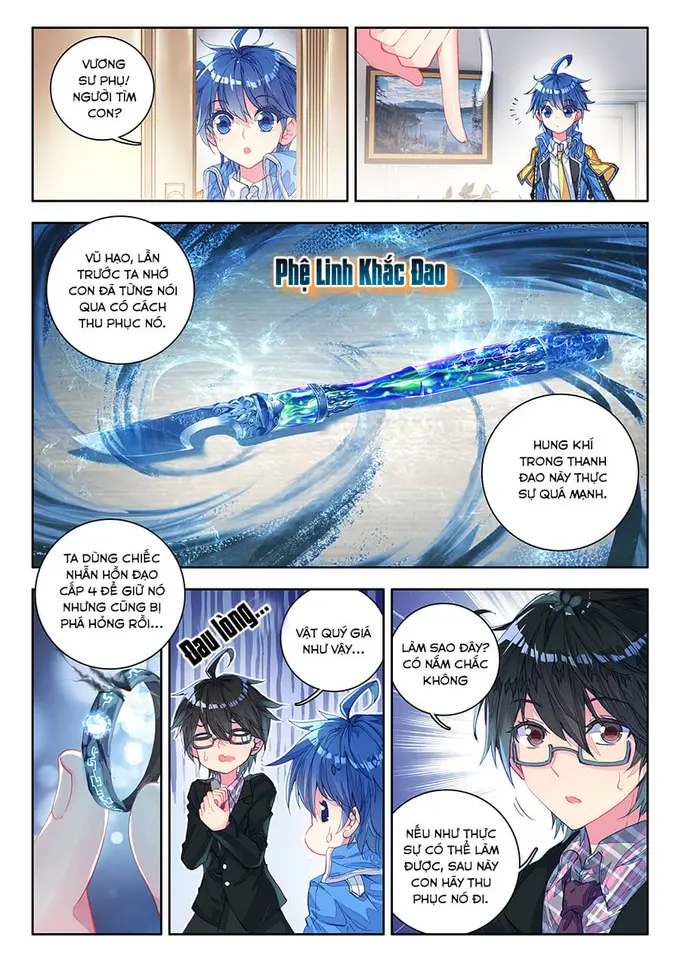 VƯƠNG
SƯ PHỤ!
NGƯỜI TÌM
CON?
VŨ HẠO, LẦN
TRƯỚC TA NHỚ
CON ĐÃ TỪNG NÓI
QUA CÓ CÁCH
THU PHỤC NÓ.
Phệ Linh Khắc Đao
HUNG KHÍ
TRONG THANH
ĐAO NÀY THỰC
SỰ QUÁ MẠNH.
TA DÙNG CHIẾC
NHẪN HỒN ĐẠO
CẤP 4 ĐỂ GIỮ NÓ
NHƯNG CŨNG BỊ
PHÁ HỎNG RỒI...
Đau lòng...
VẬT QUÝ GIÁ
NHƯ VẬY...
LÀM SAO ĐÂY?
CÓ NẮM CHẮC
KHÔNG
NẾU NHƯ THỰC
SỰ CÓ THỂ LÀM
ĐƯỢC, SAU NÀY
CON HÃY THU
PHỤC NÓ ĐI.